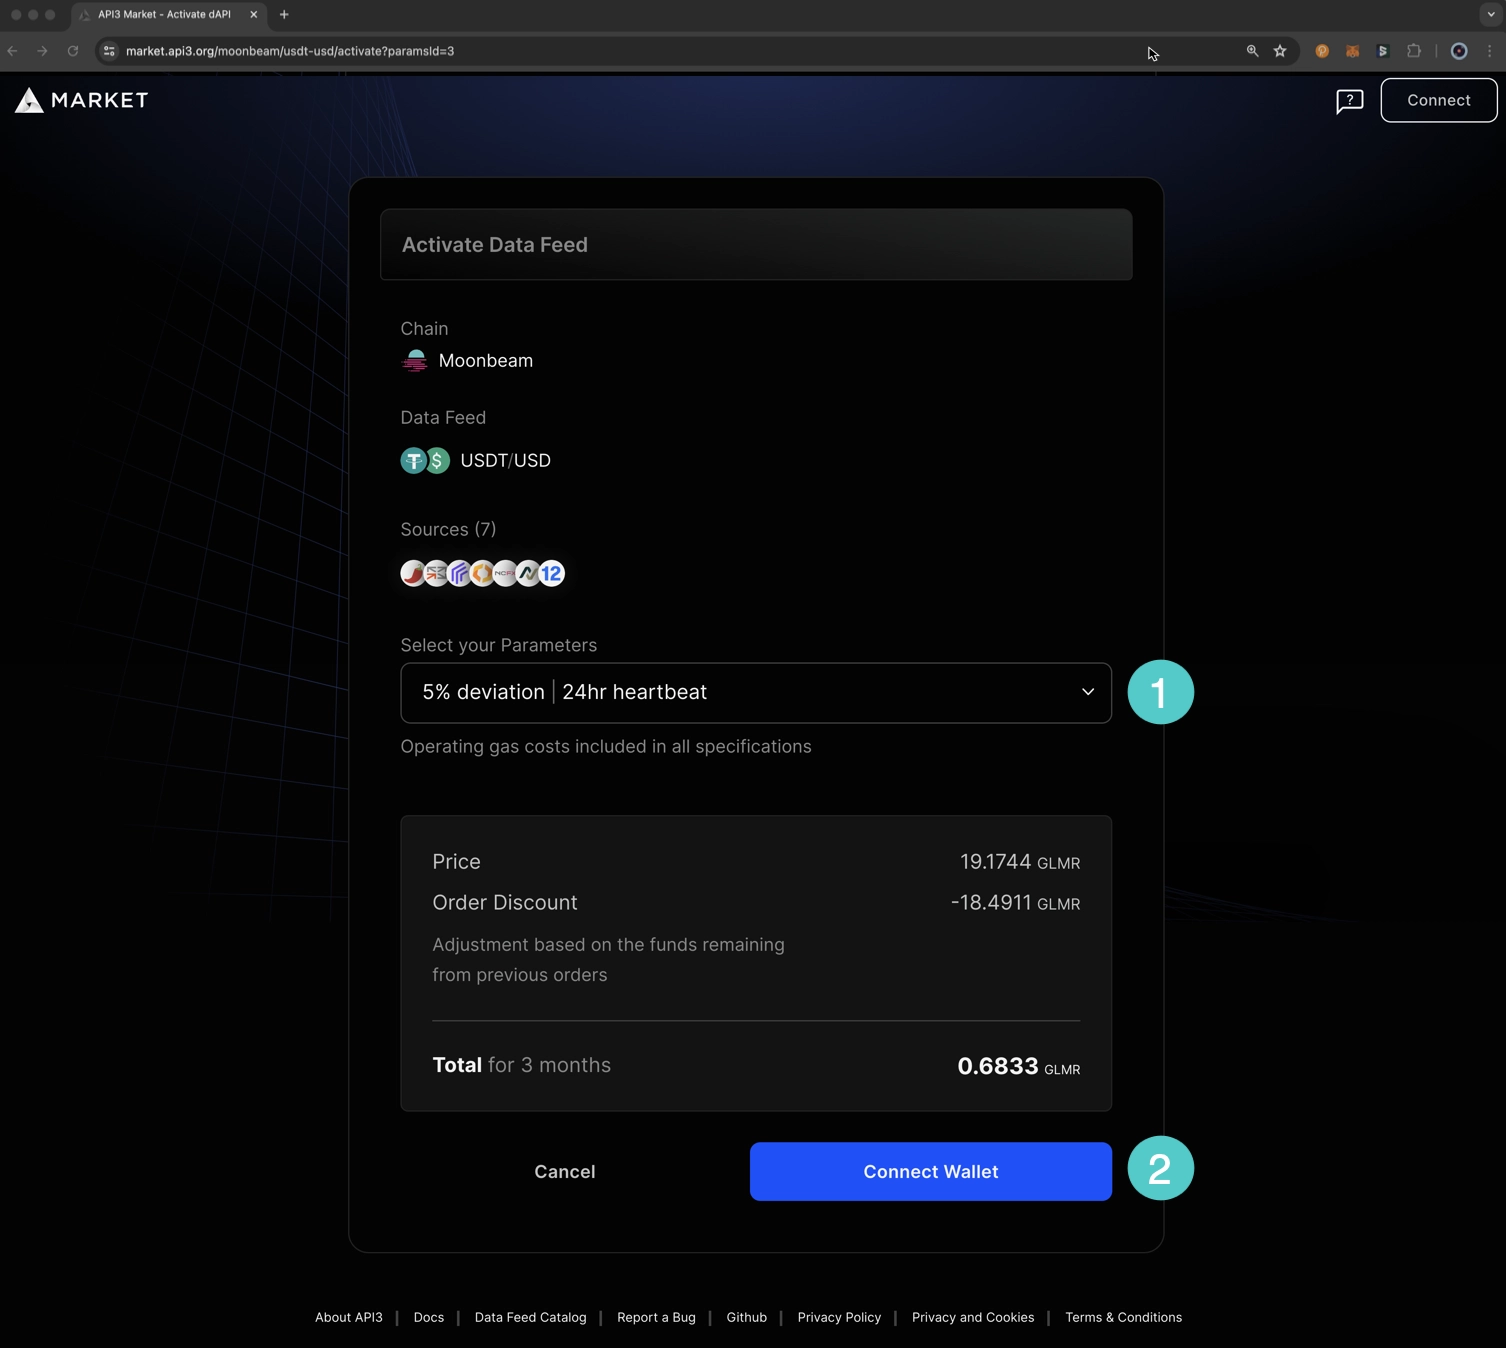 API3 Market - Activate dAPI
market.api3.org/moonbeam/usdt-usd/activate?paramsId=3
MARKET
?
Connect
Activate Data Feed
Chain
Moonbeam
Data Feed
USDT/USD
Sources (7)
NCFX 12
Select your Parameters
5% deviation | 24hr heartbeat
1
Operating gas costs included in all specifications
Price 19.1744 GLMR
Order Discount -18.4911 GLMR
Adjustment based on the funds remaining
from previous orders
Total for 3 months 0.6833 GLMR
Cancel Connect Wallet
2
About API3 | Docs | Data Feed Catalog | Report a Bug | Github | Privacy Policy | Privacy and Cookies | Terms & Conditions